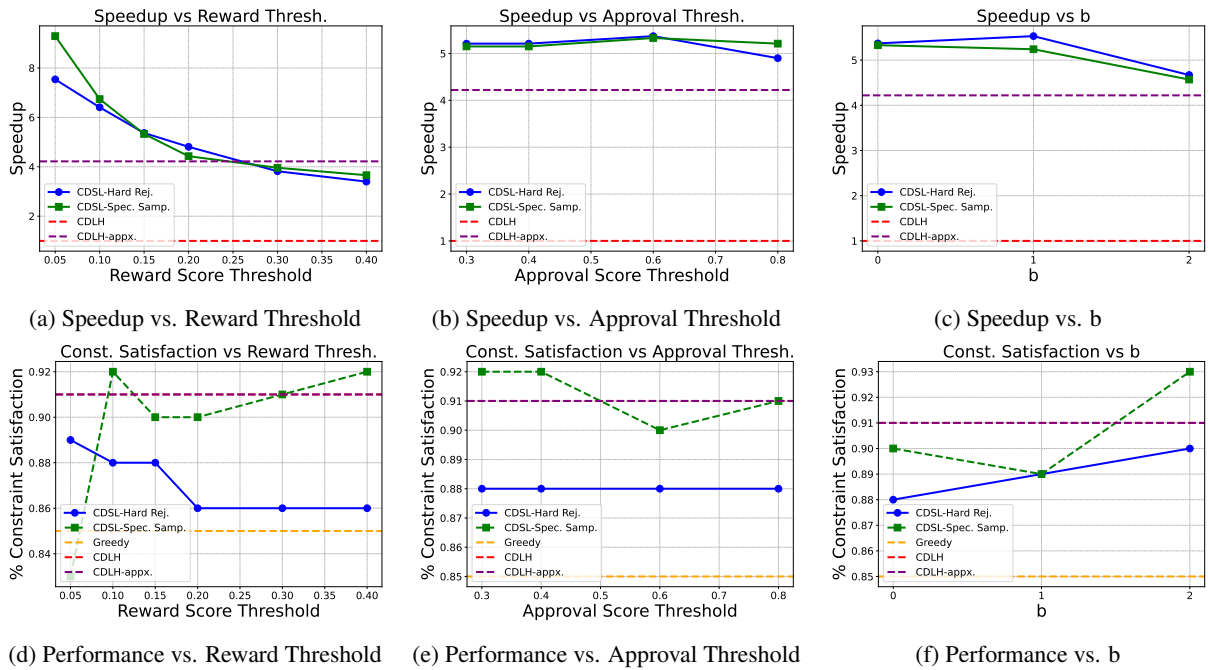 Speedup vs Reward Thresh.
8
6
4
2
Speedup
0.05 0.10 0.15 0.20 0.25 0.30 0.35 0.40
Reward Score Threshold
CDSL-Hard Rej.
CDSL-Spec. Samp.
CDLH
CDLH-appx.
(a) Speedup vs. Reward Threshold
Speedup vs Approval Thresh.
5
4
3
2
1
Speedup
0.3 0.4 0.5 0.6 0.7 0.8
Approval Score Threshold
CDSL-Hard Rej.
CDSL-Spec. Samp.
CDLH
CDLH-appx.
(b) Speedup vs. Approval Threshold
Speedup vs b
5
4
3
2
1
Speedup
0 1 2
b
CDSL-Hard Rej.
CDSL-Spec. Samp.
CDLH
CDLH-appx.
(c) Speedup vs. b
Const. Satisfaction vs Reward Thresh.
0.92
0.90
0.88
0.86
0.84
% Constraint Satisfaction
0.05 0.10 0.15 0.20 0.25 0.30 0.35 0.40
Reward Score Threshold
CDSL-Hard Rej.
CDSL-Spec. Samp.
Greedy
CDLH
CDLH-appx.
(d) Performance vs. Reward Threshold
Const. Satisfaction vs Approval Thresh.
0.92
0.91
0.90
0.89
0.88
0.87
0.86
0.85
% Constraint Satisfaction
0.3 0.4 0.5 0.6 0.7 0.8
Approval Score Threshold
CDSL-Hard Rej.
CDSL-Spec. Samp.
Greedy
CDLH
CDLH-appx.
(e) Performance vs. Approval Threshold
Const. Satisfaction vs b
0.93
0.92
0.91
0.90
0.89
0.88
0.87
0.86
0.85
% Constraint Satisfaction
0 1 2
b
CDSL-Hard Rej.
CDSL-Spec. Samp.
Greedy
CDLH
CDLH-appx.
(f) Performance vs. b